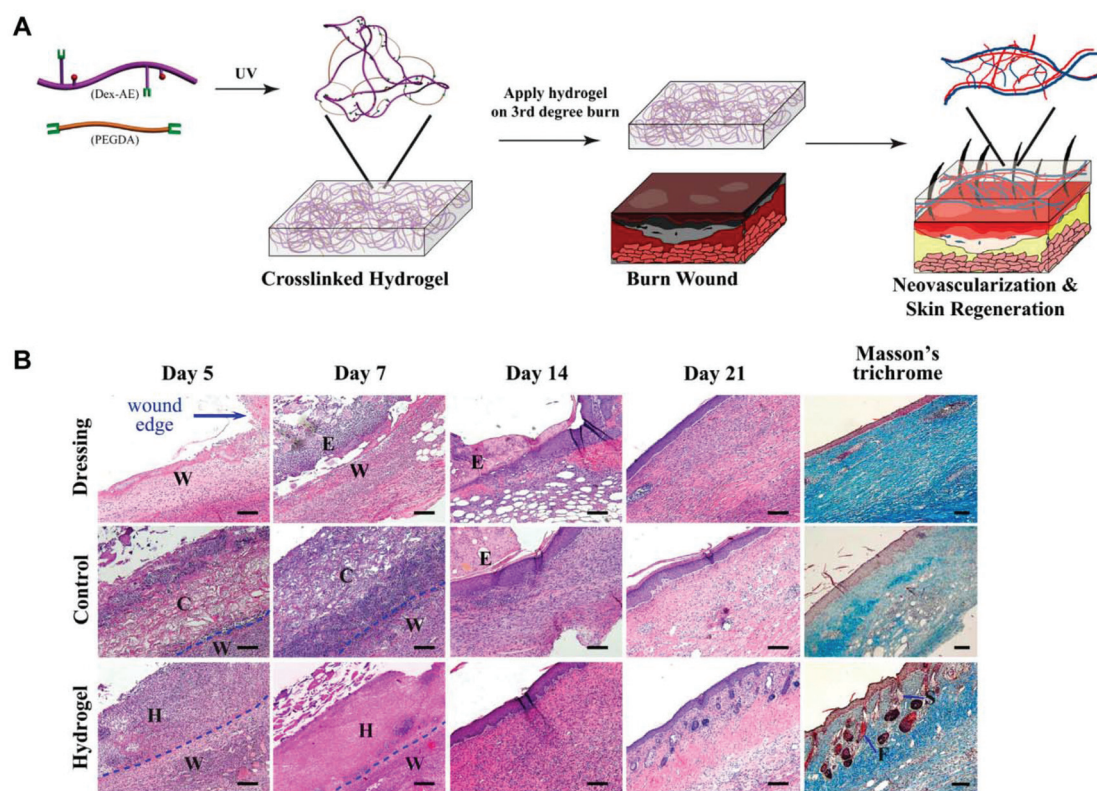 A
(Dex-AE)
(PEGDA)
UV
Crosslinked Hydrogel
Apply hydrogel
on 3rd degree burn
Burn Wound
Neovascularization &
Skin Regeneration
B
Day 5
Day 7
Day 14
Day 21
Masson's
trichrome
Dressing
wound
edge
W
E
W
E
Control
C
W
C
W
E
Hydrogel
H
W
H
W
S
F